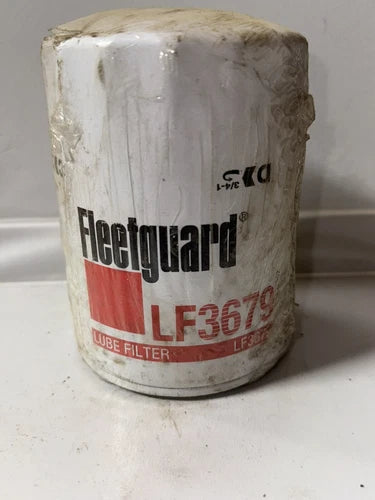 3/4-1
Fleetguard®
LF3679
LUBE FILTER